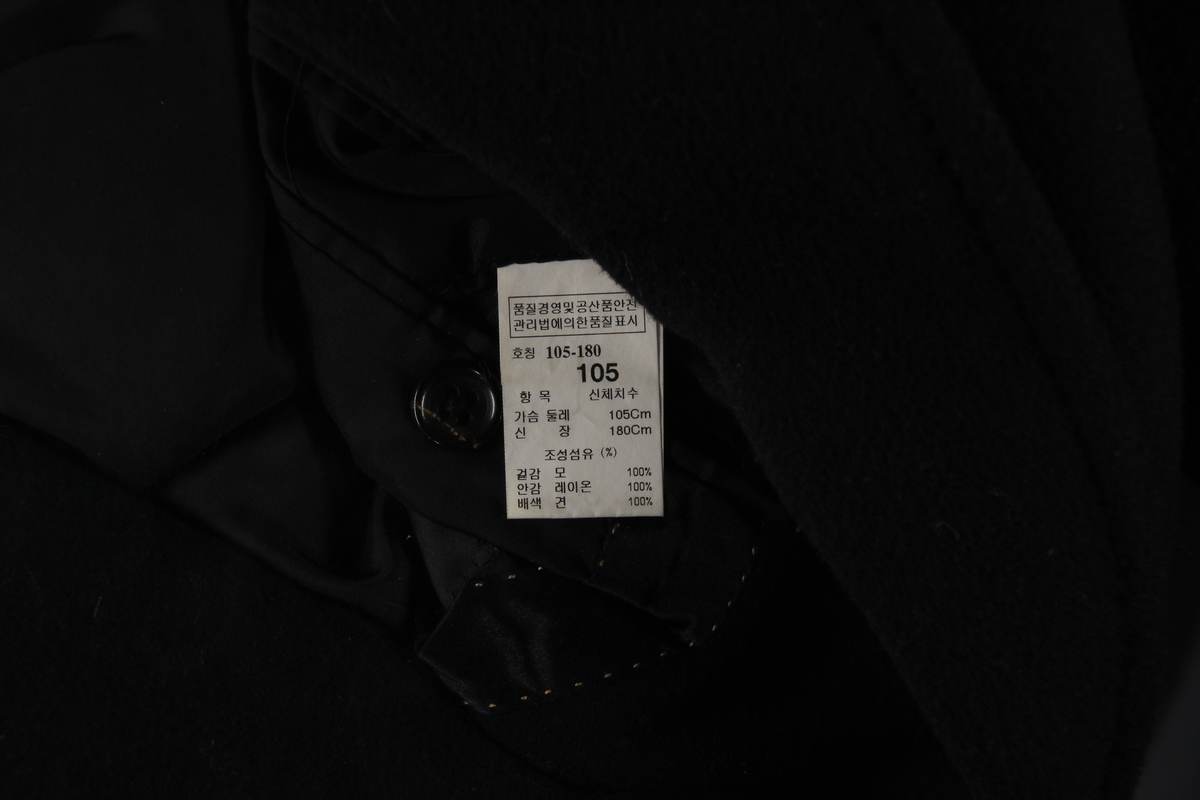 품질경영및공산품안전
관리법에의한품질표시
호칭 105-180
105
항 목 신체치수
가슴 둘레 105Cm
신 장 180Cm
조성섬유 (%)
겉감 모 100%
안감 레이온 100%
배색 견 100%